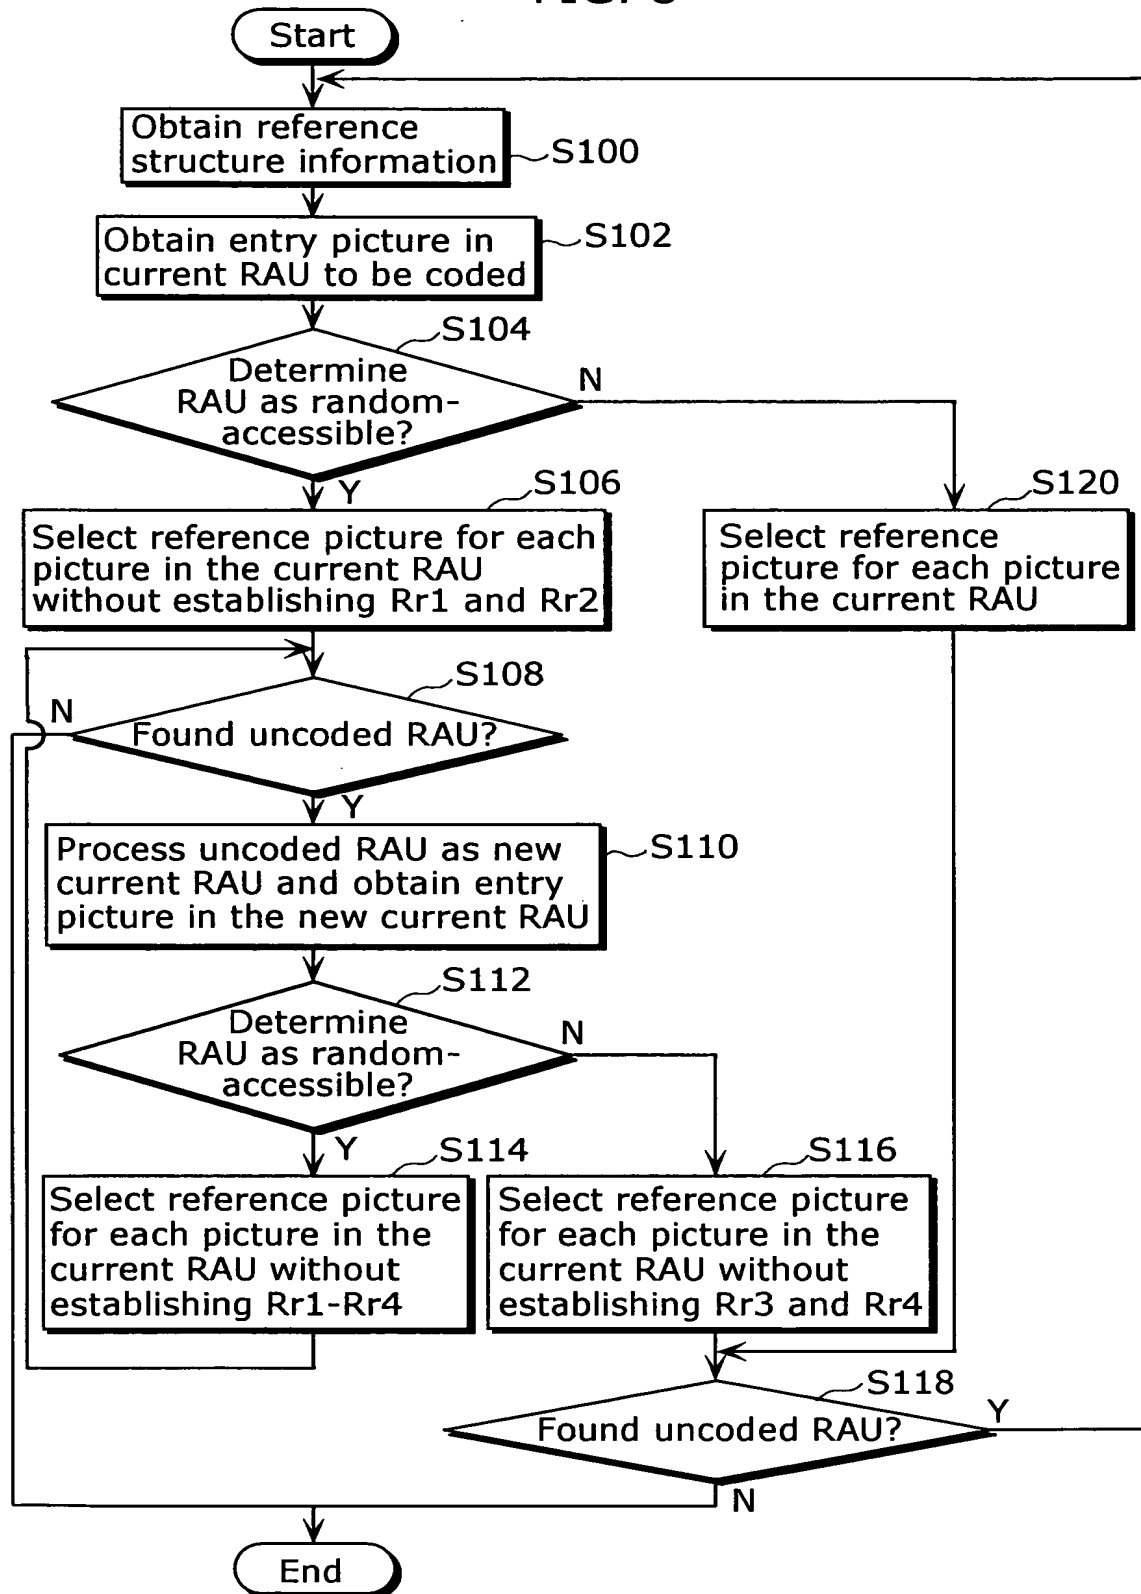 Start
Obtain reference
structure information
S100
Obtain entry picture in
current RAU to be coded
S102
S104
Determine
RAU as random-
accessible?
N
Y
S106
Select reference picture for each
picture in the current RAU
without establishing Rr1 and Rr2
S120
Select reference
picture for each picture
in the current RAU
S108
N
Found uncoded RAU?
Y
Process uncoded RAU as new
current RAU and obtain entry
picture in the new current RAU
S110
S112
Determine
RAU as random-
accessible?
N
Y
S114
Select reference picture
for each picture in the
current RAU without
establishing Rr1-Rr4
S116
Select reference picture
for each picture in the
current RAU without
establishing Rr3 and Rr4
S118
Found uncoded RAU?
Y
N
End